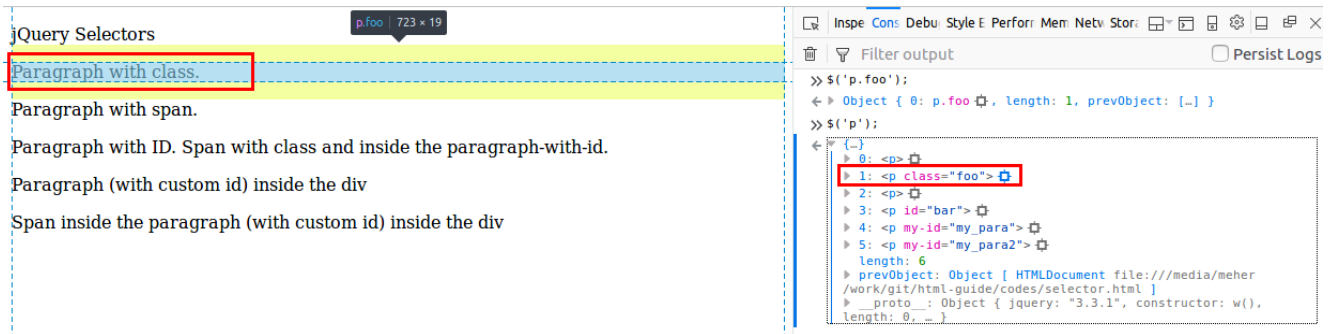 p.foo | 723 × 19
jQuery Selectors
Paragraph with class.
Paragraph with span.
Paragraph with ID. Span with class and inside the paragraph-with-id.
Paragraph (with custom id) inside the div
Span inside the paragraph (with custom id) inside the div
Inspe Cons Debu Style E Perforr Mem Netw Stora
Filter output Persist Logs
$('p.foo');
Object { 0: p.foo , length: 1, prevObject: […] }
$('p');
{…}
0: <p>
1: <p class="foo">
2: <p>
3: <p id="bar">
4: <p my-id="my_para">
5: <p my-id="my_para2">
length: 6
prevObject: Object [ HTMLDocument file:///media/meher
/work/git/html-guide/codes/selector.html ]
__proto__: Object { jquery: "3.3.1", constructor: w(),
length: 0, … }